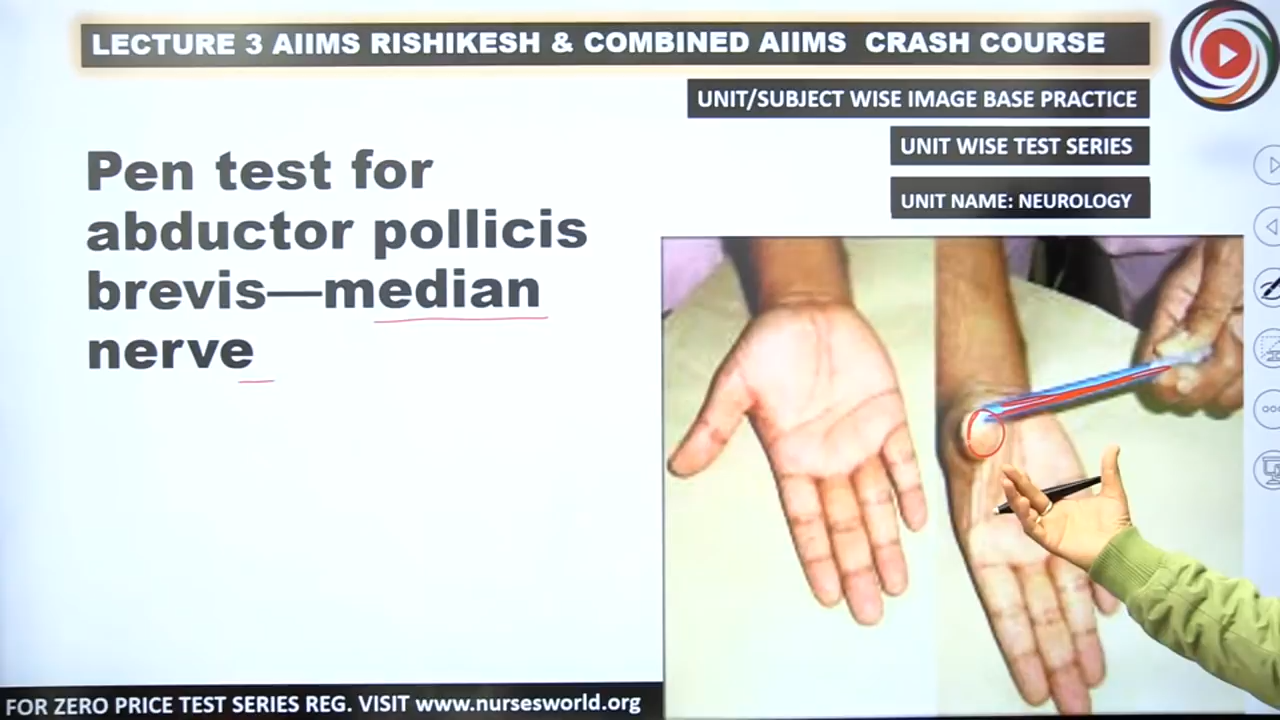 LECTURE 3 AIIMS RISHIKESH & COMBINED AIIMS CRASH COURSE
UNIT/SUBJECT WISE IMAGE BASE PRACTICE
UNIT WISE TEST SERIES
UNIT NAME: NEUROLOGY
Pen test for
abductor pollicis
brevis—median
nerve
FOR ZERO PRICE TEST SERIES REG. VISIT www.nursesworld.org